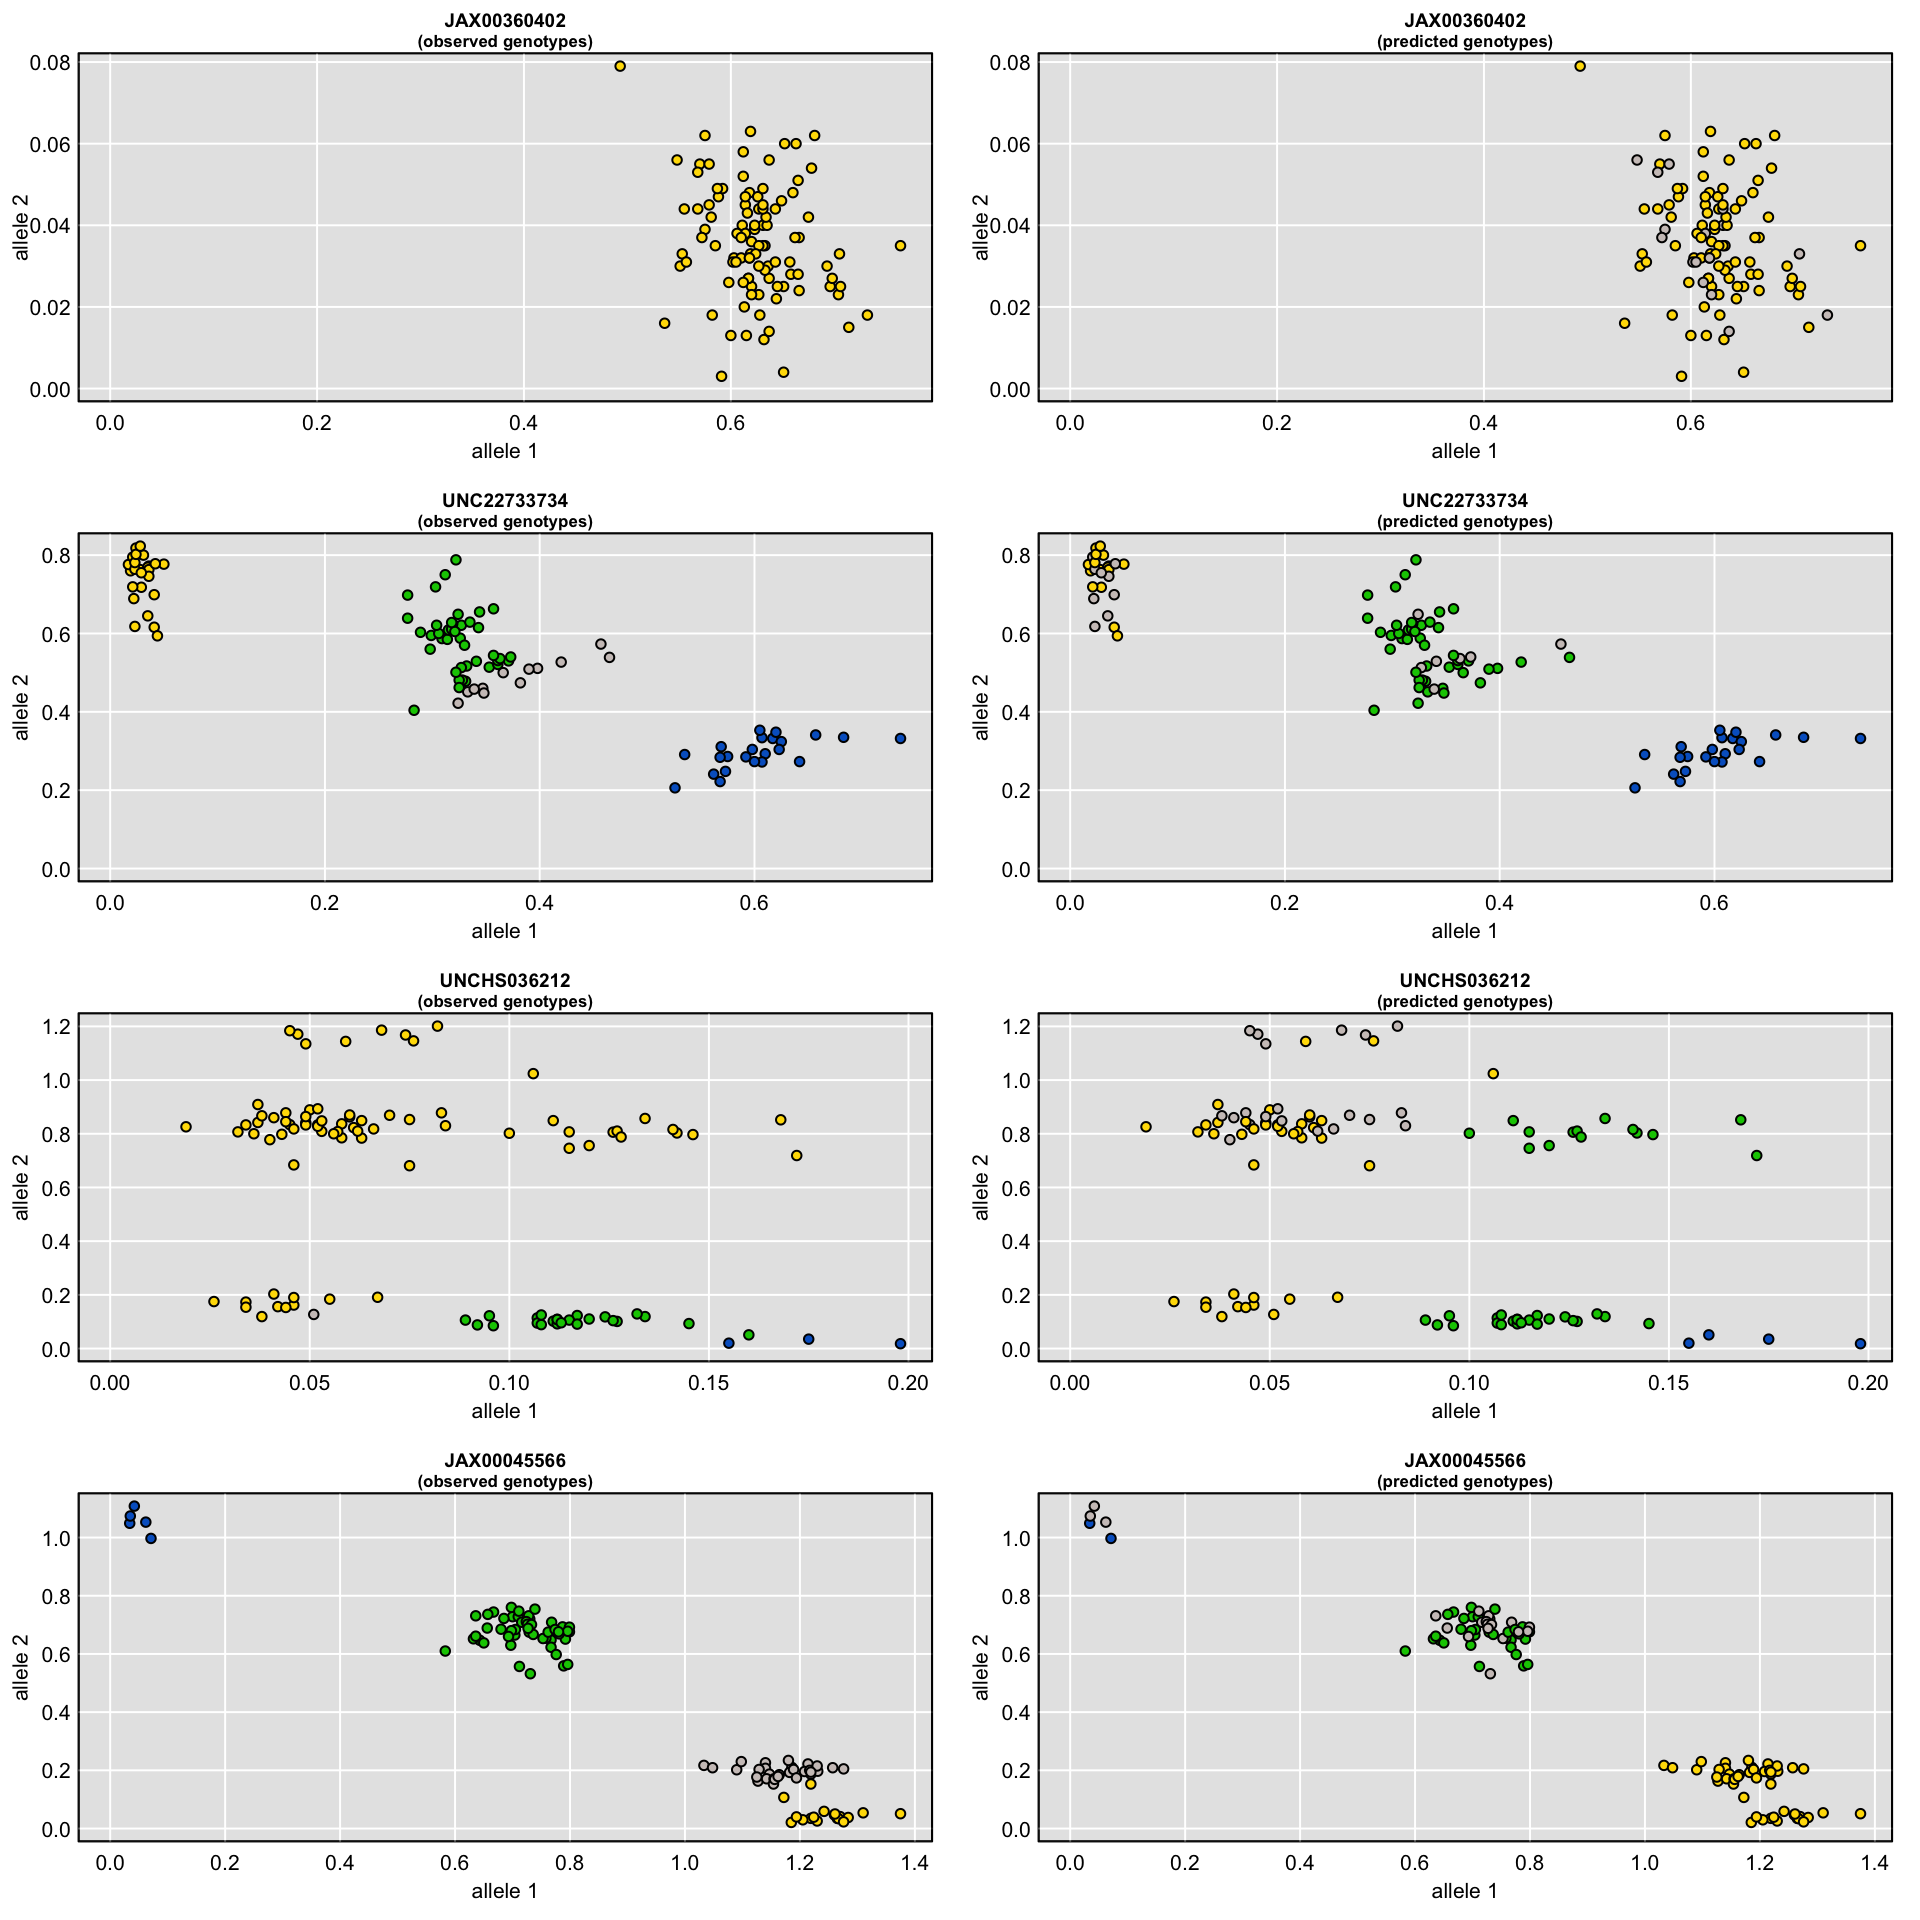 JAX00360402
(observed genotypes)
0.08
0.06
0.04
0.02
0.00
allele 2
0.0 0.2 0.4 0.6
allele 1
JAX00360402
(predicted genotypes)
0.08
0.06
0.04
0.02
0.00
allele 2
0.0 0.2 0.4 0.6
allele 1
UNC22733734
(observed genotypes)
0.8
0.6
0.4
0.2
0.0
allele 2
0.0 0.2 0.4 0.6
allele 1
UNC22733734
(predicted genotypes)
0.8
0.6
0.4
0.2
0.0
allele 2
0.0 0.2 0.4 0.6
allele 1
UNCHS036212
(observed genotypes)
1.2
1.0
0.8
0.6
0.4
0.2
0.0
allele 2
0.00 0.05 0.10 0.15 0.20
allele 1
UNCHS036212
(predicted genotypes)
1.2
1.0
0.8
0.6
0.4
0.2
0.0
allele 2
0.00 0.05 0.10 0.15 0.20
allele 1
JAX00045566
(observed genotypes)
1.0
0.8
0.6
0.4
0.2
0.0
allele 2
0.0 0.2 0.4 0.6 0.8 1.0 1.2 1.4
allele 1
JAX00045566
(predicted genotypes)
1.0
0.8
0.6
0.4
0.2
0.0
allele 2
0.0 0.2 0.4 0.6 0.8 1.0 1.2 1.4
allele 1